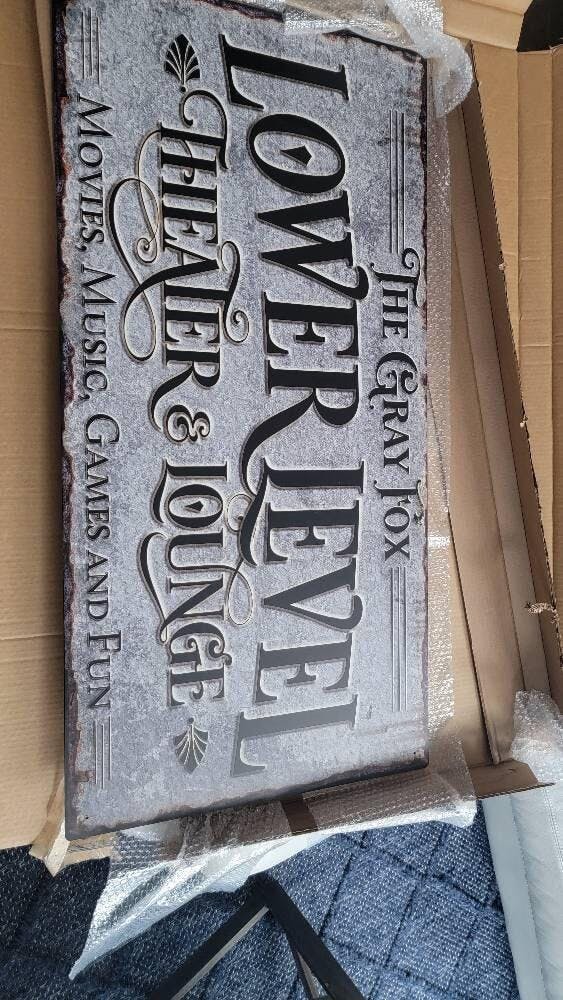 The Gray Fox
Lower Level
Theater & Lounge
Movies, Music, Games and Fun